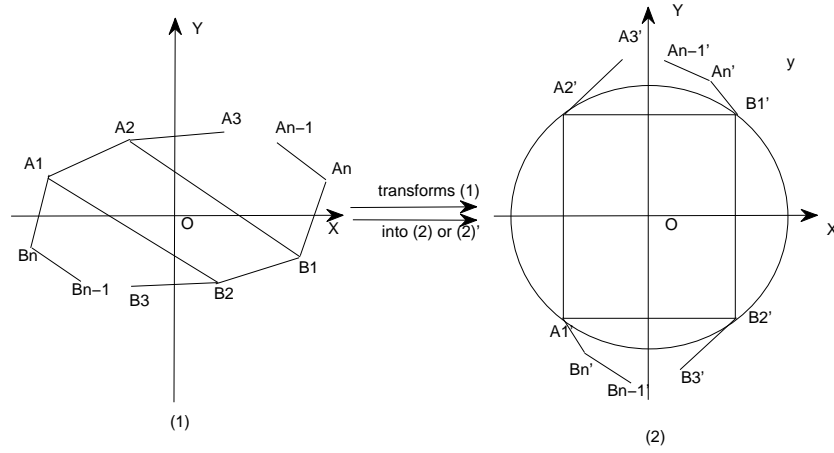 Y
A3
A2
An−1
A1
An
O
X
Bn
B1
Bn−1
B3
B2
(1)
transforms (1)
into (2) or (2)'
Y
A3'
An−1'
y
A2'
An'
B1'
O
X
A1'
B2'
Bn'
B3'
Bn−1'
(2)